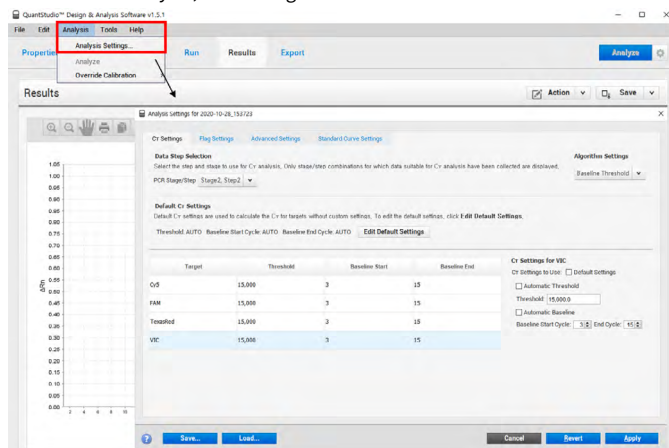 QuantStudio™ Design & Analysis Software v1.5.1
File Edit Analysis Tools Help
Analysis Settings...
Analyze
Override Calibration
Run Results Export
Analyze
Results
Action
Save
Analysis Settings for 2020-10-28_153723
CT Settings Flag Settings Advanced Settings Standard Curve Settings
Data Step Selection
Select the step and stage to use for CT analysis. Only stage/step combinations for which data suitable for CT analysis have been collected are displayed.
PCR Stage/Step Stage2, Step2
Algorithm Settings
Baseline Threshold
Default CT Settings
Default CT settings are used to calculate the CT for targets without custom settings. To edit the default settings, click Edit Default Settings.
Threshold: AUTO Baseline Start Cycle: AUTO Baseline End Cycle: AUTO Edit Default Settings
Target Threshold Baseline Start Baseline End
Cy5 15,000 3 15
FAM 15,000 3 15
TexasRed 15,000 3 15
VIC 15,000 3 15
CT Settings for VIC
CT Settings to Use: Default Settings
Automatic Threshold
Threshold: 15,000.0
Automatic Baseline
Baseline Start Cycle: 3 End Cycle: 15
ΔRn
1.05
1.00
0.95
0.90
0.85
0.80
0.75
0.70
0.65
0.60
0.55
0.50
0.45
0.40
0.35
0.30
0.25
0.20
0.15
0.10
0.05
0.00
2 4 6 8 10
Save... Load... Cancel Revert Apply